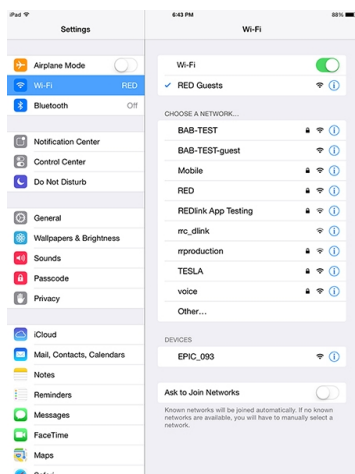 iPad 6:43 PM 88%
Settings
Wi-Fi
Airplane Mode
Wi-Fi RED
Bluetooth Off
Notification Center
Control Center
Do Not Disturb
General
Wallpapers & Brightness
Sounds
Passcode
Privacy
iCloud
Mail, Contacts, Calendars
Notes
Reminders
Messages
FaceTime
Maps
Wi-Fi
RED Guests
CHOOSE A NETWORK...
BAB-TEST
BAB-TEST-guest
Mobile
RED
REDlink App Testing
rrc_dlink
rrproduction
TESLA
voice
Other...
DEVICES
EPIC_093
Ask to Join Networks
Known networks will be joined automatically. If no known
networks are available, you will have to manually select a
network.